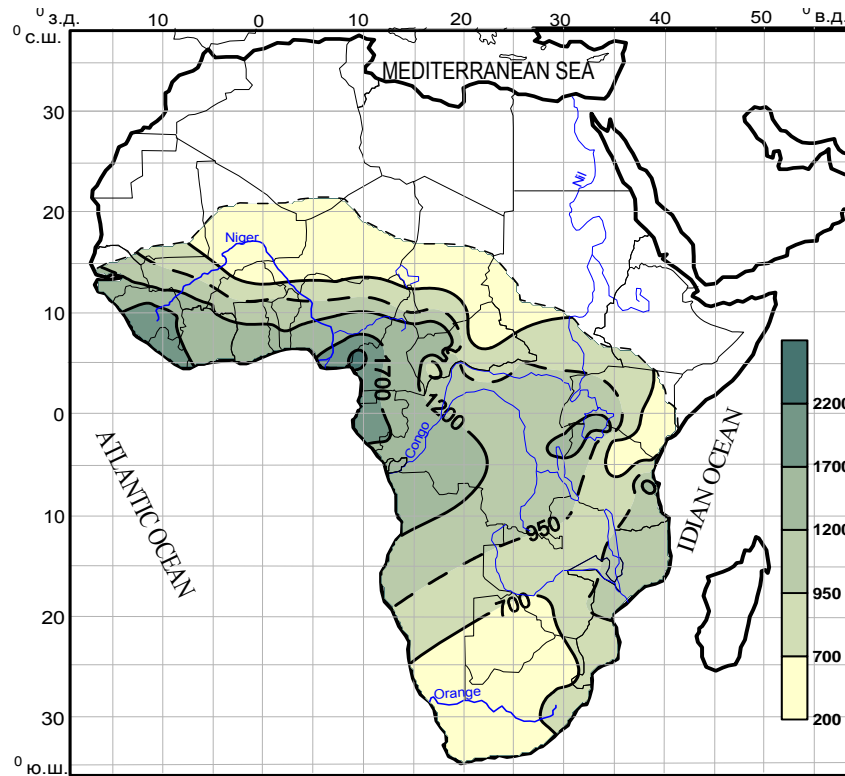 ⁰ з.д. 10 0 10 20 30 40 ⁰ в.д.
⁰ с.ш.
50
MEDITERRANEAN SEA
30
Nil
20
Niger
10
1700
2200
0
1200
Congo
ATLANTIC OCEAN
IDIAN OCEAN
1700
10
950
1200
950
20
700
700
Orange
30
200
⁰ ю.ш.